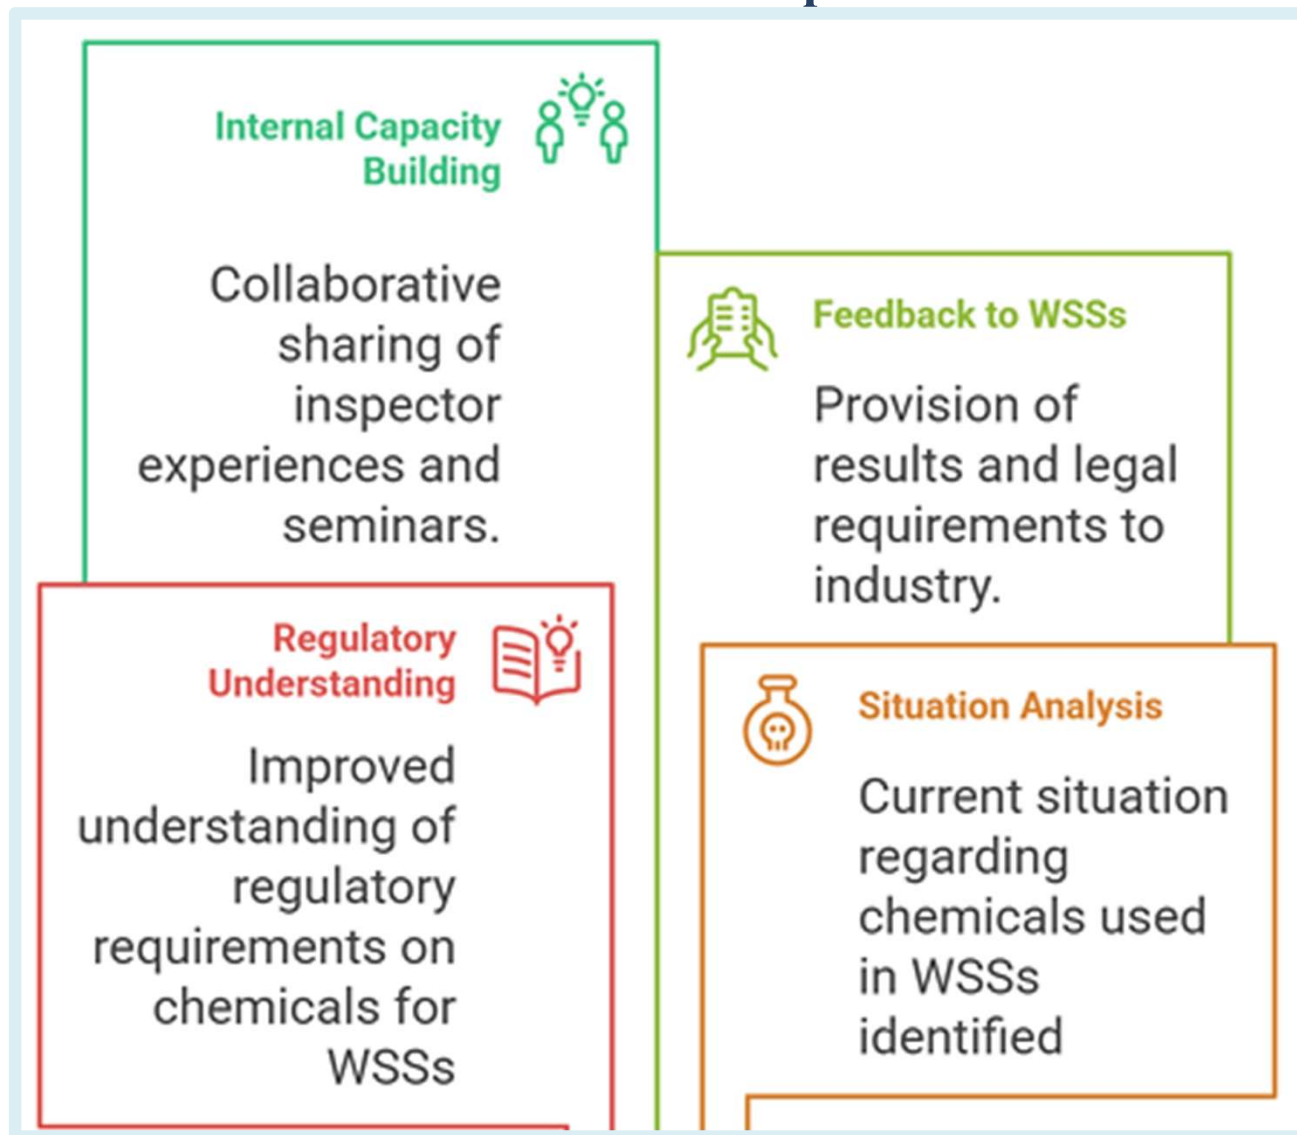 Internal Capacity
Building
Collaborative
sharing of
inspector
experiences and
seminars.
Feedback to WSSs
Provision of
results and legal
requirements to
industry.
Regulatory
Understanding
Improved
understanding of
regulatory
requirements on
chemicals for
WSSs
Situation Analysis
Current situation
regarding
chemicals used
in WSSs
identified